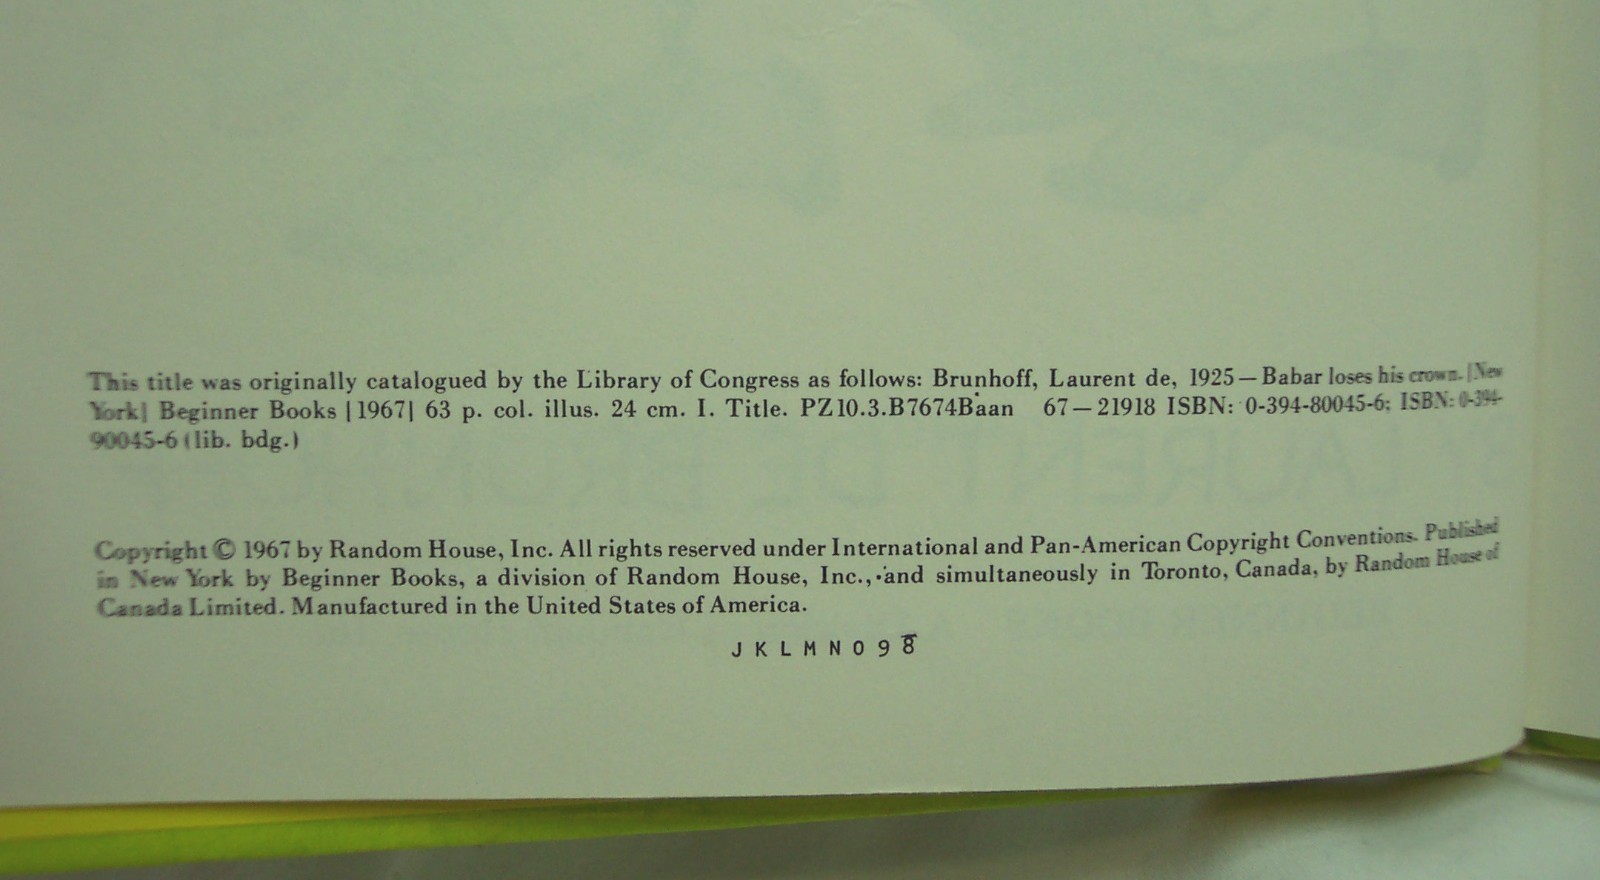 This title was originally catalogued by the Library of Congress as follows: Brunhoff, Laurent de, 1925— Babar loses his crown. |New
York| Beginner Books |1967| 63 p. col. illus. 24 cm. I. Title. PZ10.3.B7674Baan 67—21918 ISBN: 0-394-80045-6; ISBN: 0-394-
90045-6 (lib. bdg.)
Copyright © 1967 by Random House, Inc. All rights reserved under International and Pan-American Copyright Conventions. Published
in New York by Beginner Books, a division of Random House, Inc., and simultaneously in Toronto, Canada, by Random House of
Canada Limited. Manufactured in the United States of America.
J K L M N O 9 8